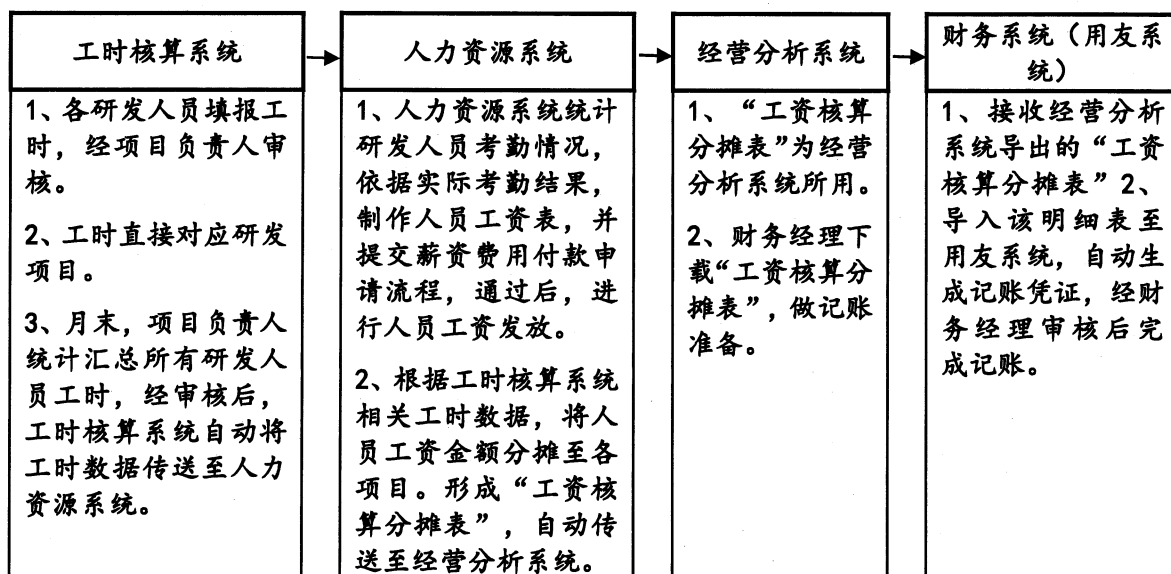 工时核算系统
1、各研发人员填报工
时，经项目负责人审
核。
2、工时直接对应研发
项目。
3、月末，项目负责人
统计汇总所有研发人
员工时，经审核后，
工时核算系统自动将
工时数据传送至人力
资源系统。
人力资源系统
1、人力资源系统统计
研发人员考勤情况，
依据实际考勤结果，
制作人员工资表，并
提交薪资费用付款申
请流程，通过后，进
行人员工资发放。
2、根据工时核算系统
相关工时数据，将人
员工资金额分摊至各
项目。形成“工资核
算分摊表”，自动传
送至经营分析系统。
经营分析系统
1、“工资核算
分摊表”为经营
分析系统所用。
2、财务经理下
载“工资核算分
摊表”，做记账
准备。
财务系统（用友系
统）
1、接收经营分析
系统导出的“工资
核算分摊表”2、
导入该明细表至
用友系统，自动生
成记账凭证，经财
务经理审核后完
成记账。